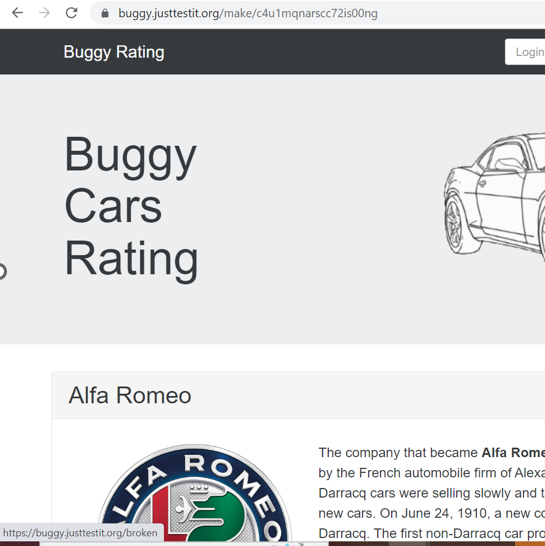 buggy.justtestit.org/make/c4u1mqnarscc72is00ng
Buggy Rating
Login
Buggy
Cars
Rating
Alfa Romeo
ALFA ROMEO
The company that became Alfa Rome
by the French automobile firm of Alexa
Darracq cars were selling slowly and t
new cars. On June 24, 1910, a new co
Darracq. The first non-Darracq car pro
https://buggy.justtestit.org/broken